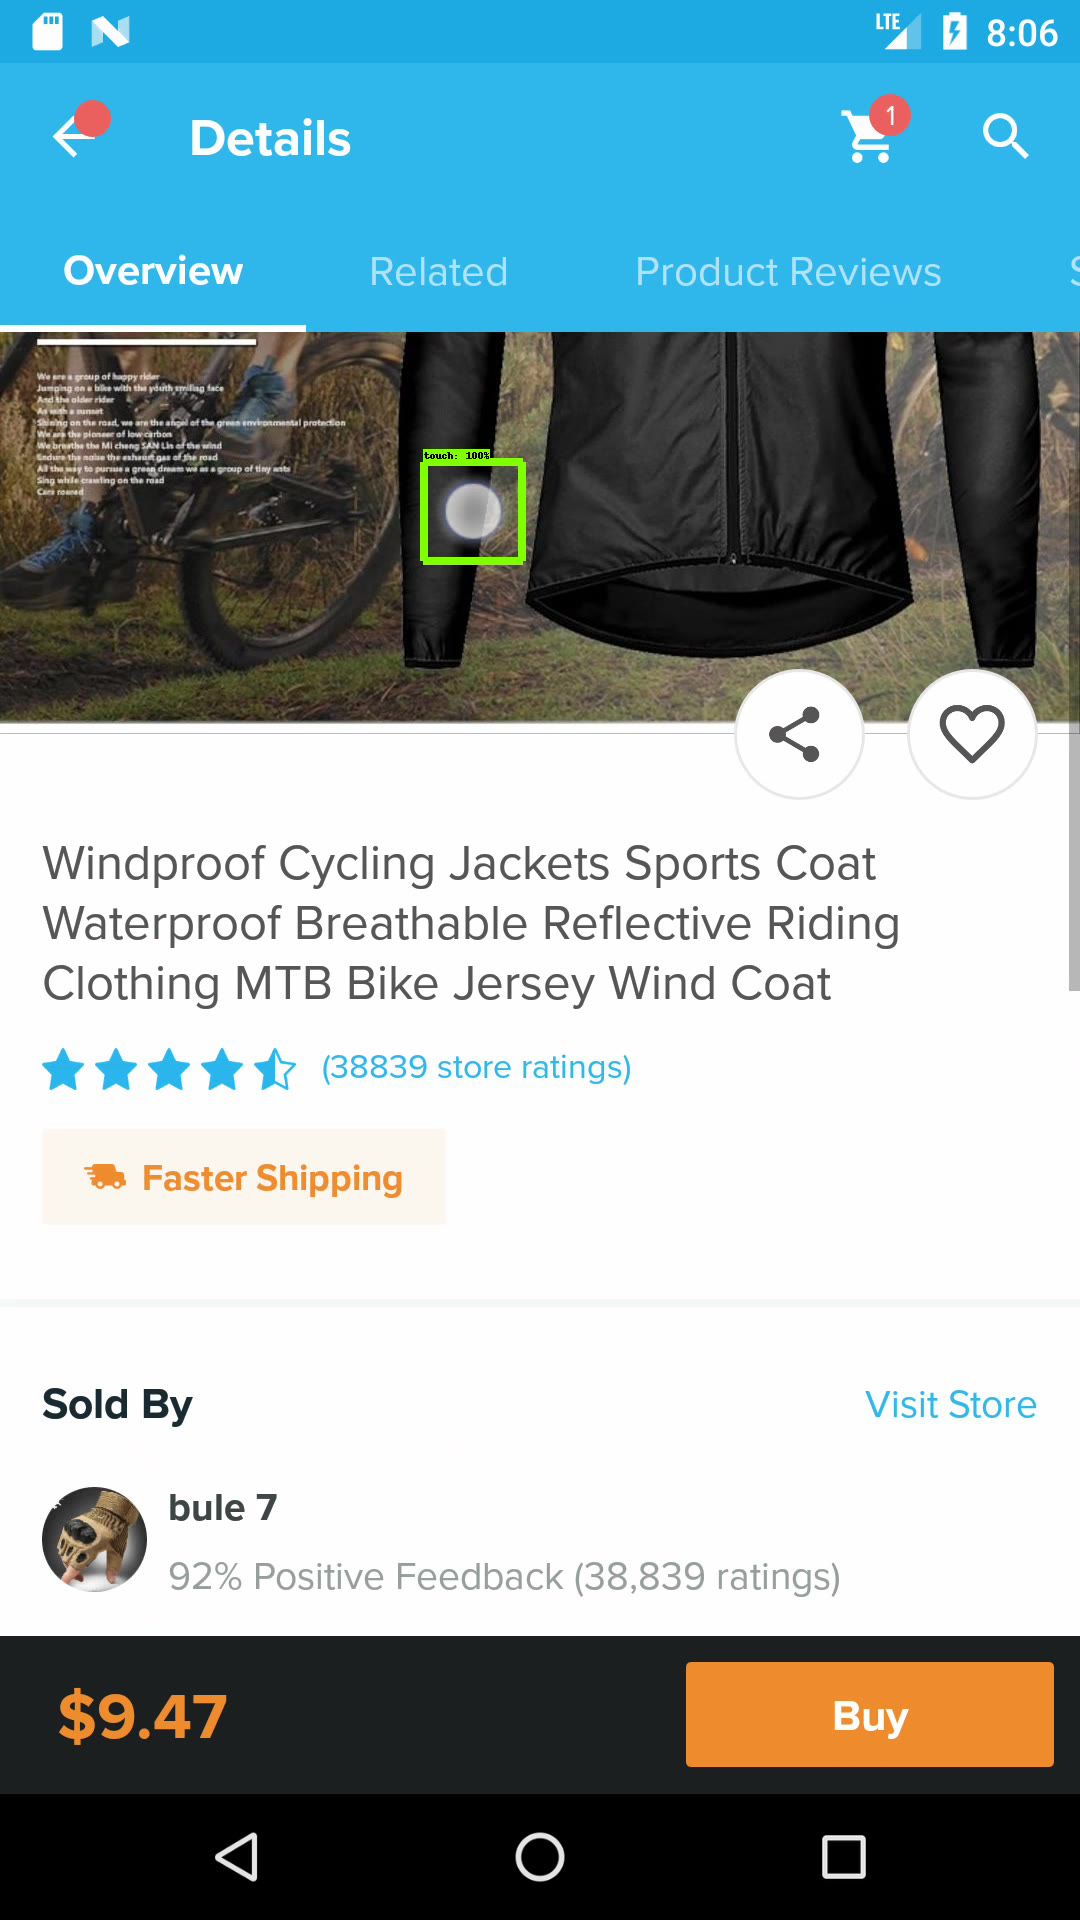 LTE 8:06
Details 1
Overview Related Product Reviews S
We are a group of happy rider
Jumping on a bike with the youth smiling face
And the older rider
As with a sunset
Shining on the road, we are the angel of the green environmental protection
We are the pioneer of low carbon
We breathe the Mi cheng SAN Lin of the wind
Endure the noise the exhaust gas of the road
All the way to pursue a green dream we as a group of tiny ants
Sing while crawling on the road
Cars roared
touch: 100%
Windproof Cycling Jackets Sports Coat
Waterproof Breathable Reflective Riding
Clothing MTB Bike Jersey Wind Coat
(38839 store ratings)
Faster Shipping
Sold By Visit Store
bule 7
92% Positive Feedback (38,839 ratings)
$9.47 Buy